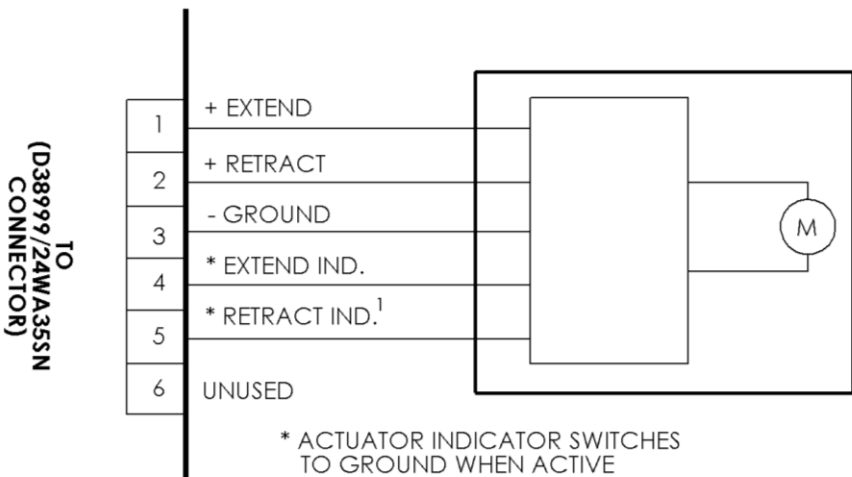 TO
(D38999/24WA35SN
CONNECTOR)
1
+ EXTEND
2
+ RETRACT
3
- GROUND
4
* EXTEND IND.
5
* RETRACT IND.¹
6
UNUSED
M
* ACTUATOR INDICATOR SWITCHES
TO GROUND WHEN ACTIVE